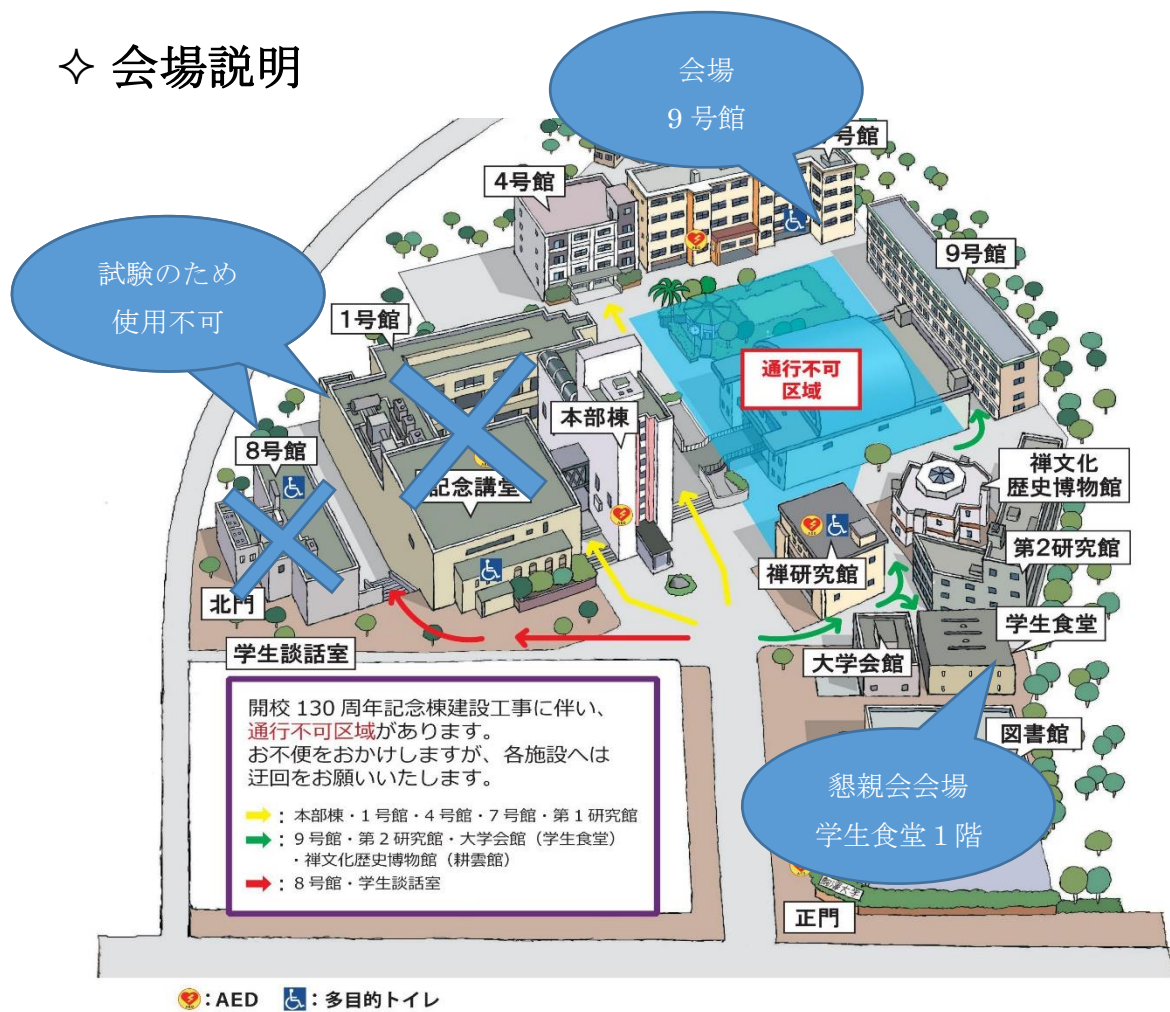 ✧ 会場説明
会場
9 号館
号館
4号館
9号館
試験のため
使用不可
1号館
通行不可
区域
本部棟
8号館
記念講堂
禅文化
歴史博物館
第2研究館
禅研究館
北門
学生食堂
学生談話室
大学会館
開校 130 周年記念棟建設工事に伴い、
通行不可区域があります。
お不便をおかけしますが、各施設へは
迂回をお願いいたします。
：本部棟・1号館・4号館・7号館・第1研究館
：9号館・第2研究館・大学会館（学生食堂）
・禅文化歴史博物館（耕雲館）
：8号館・学生談話室
図書館
懇親会会場
学生食堂 1 階
駒澤大学
正門
：AED ：多目的トイレ